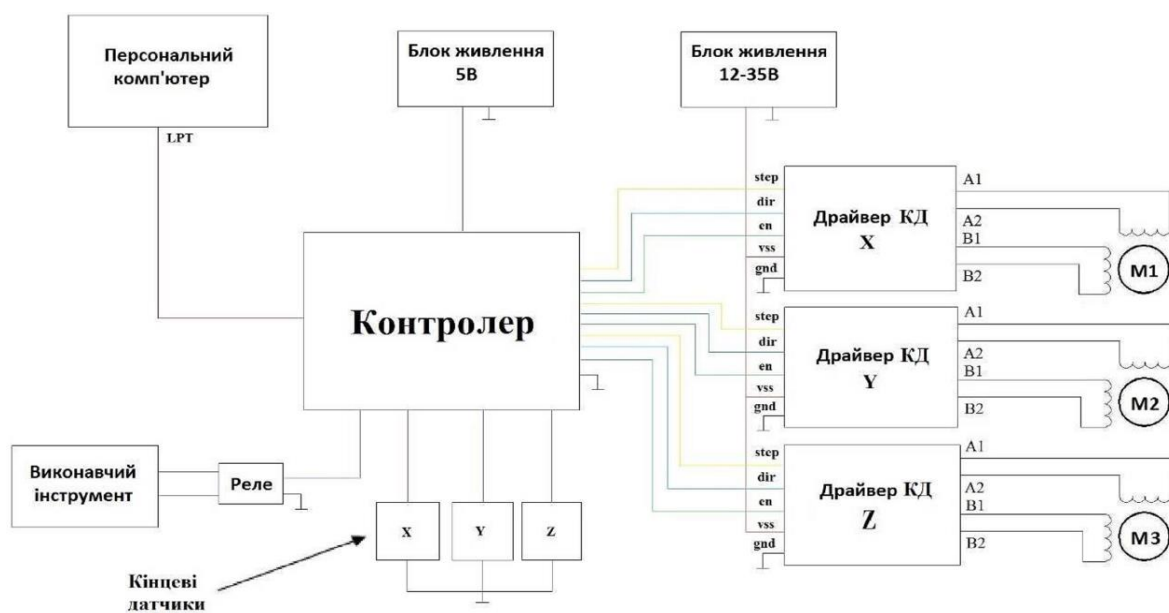 Персональний
комп'ютер
LPT
Блок живлення
5В
Блок живлення
12-35В
Контролер
step
dir
en
vss
gnd
Драйвер КД
X
A1
A2
B1
B2
M1
step
dir
en
vss
gnd
Драйвер КД
Y
A1
A2
B1
B2
M2
step
dir
en
vss
gnd
Драйвер КД
Z
A1
A2
B1
B2
M3
Виконавчий
інструмент
Реле
X
Y
Z
Кінцеві
датчики